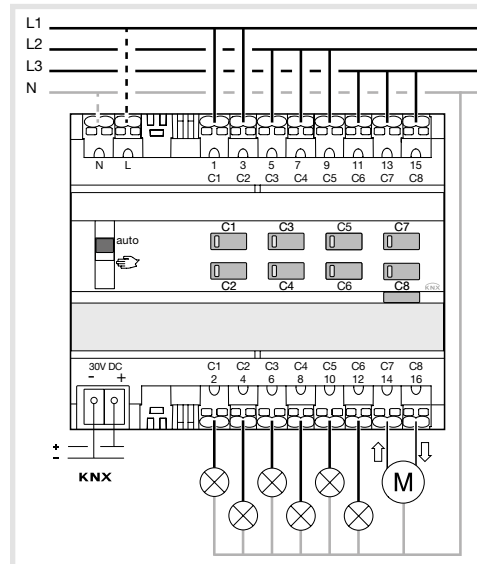 L1
L2
L3
N
N L 1 3 5 7 9 11 13 15
C1 C2 C3 C4 C5 C6 C7 C8
auto
C1 C3 C5 C7
C2 C4 C6 C8
KNX
30V DC
- +
C1 C2 C3 C4 C5 C6 C7 C8
2 4 6 8 10 12 14 16
+
-
KNX
M